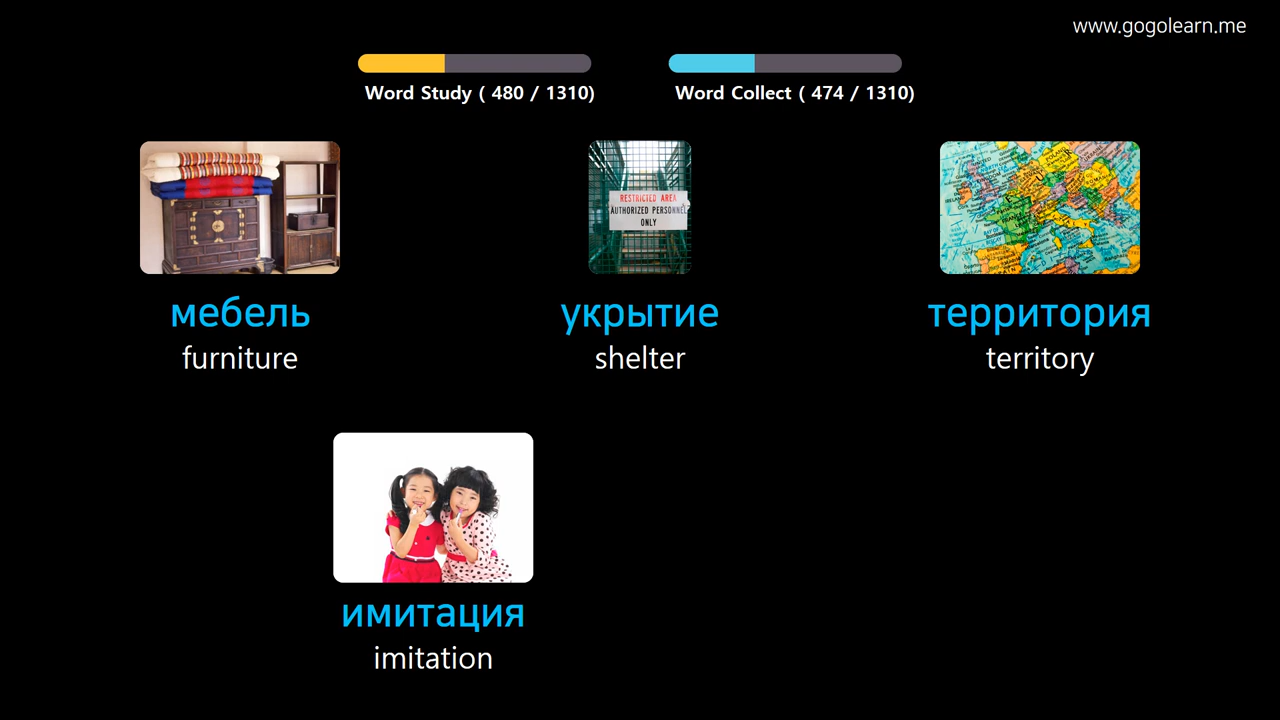 www.gogolearn.me
Word Study ( 480 / 1310)
Word Collect ( 474 / 1310)
RESTRICTED AREA
AUTHORIZED PERSONNEL
ONLY
FRANCE
мебель
укрытие
территория
furniture
shelter
territory
имитация
imitation